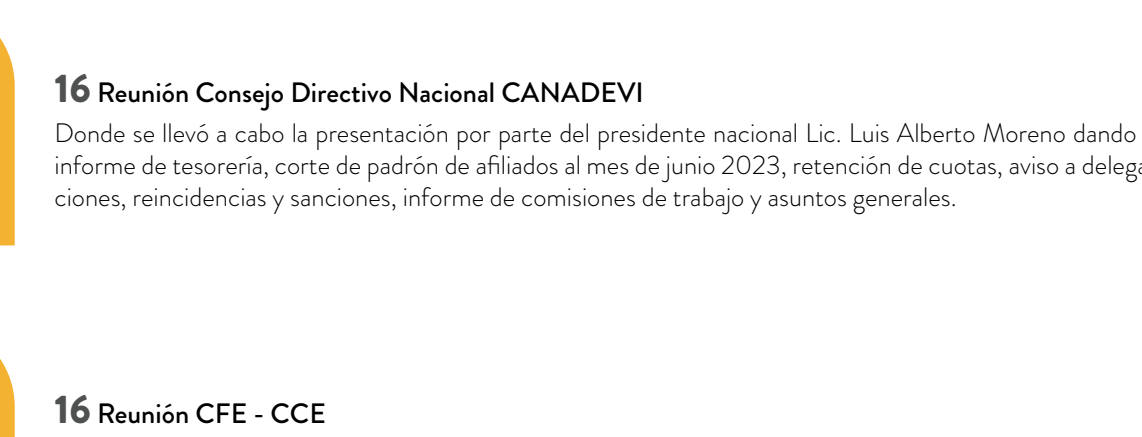 16 Reunión Consejo Directivo Nacional CANADEVI
Donde se llevó a cabo la presentación por parte del presidente nacional Lic. Luis Alberto Moreno dando
informe de tesorería, corte de padrón de afiliados al mes de junio 2023, retención de cuotas, aviso a delega
ciones, reincidencias y sanciones, informe de comisiones de trabajo y asuntos generales.
16 Reunión CFE - CCE